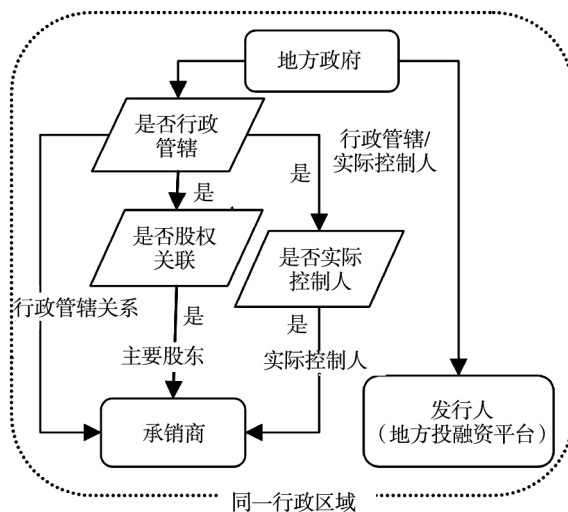 地方政府
是否行政
管辖
行政管辖/
实际控制人
是
是
是否股权
关联
是否实际
控制人
行政管辖关系
是
是
主要股东
实际控制人
承销商
发行人
（地方投融资平台）
同一行政区域